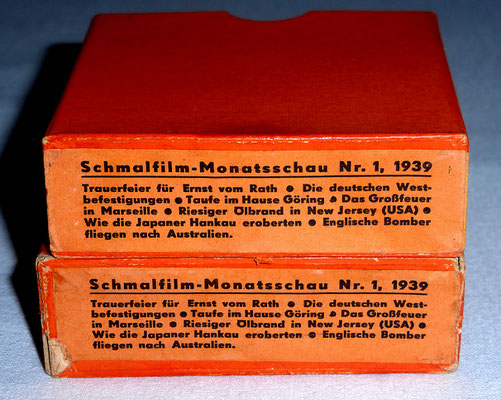 Schmalfilm-Monatsschau Nr. 1, 1939
Trauerfeier für Ernst vom Rath ● Die deutschen West-
befestigungen ● Taufe im Hause Göring ● Das Großfeuer
in Marseille ● Riesiger Ölbrand in New Jersey (USA) ●
Wie die Japaner Hankau eroberten ● Englische Bomber
fliegen nach Australien.
Schmalfilm-Monatsschau Nr. 1, 1939
Trauerfeier für Ernst vom Rath ● Die deutschen West-
befestigungen ● Taufe im Hause Göring ● Das Großfeuer
in Marseille ● Riesiger Ölbrand in New Jersey (USA) ●
Wie die Japaner Hankau eroberten ● Englische Bomber
fliegen nach Australien.